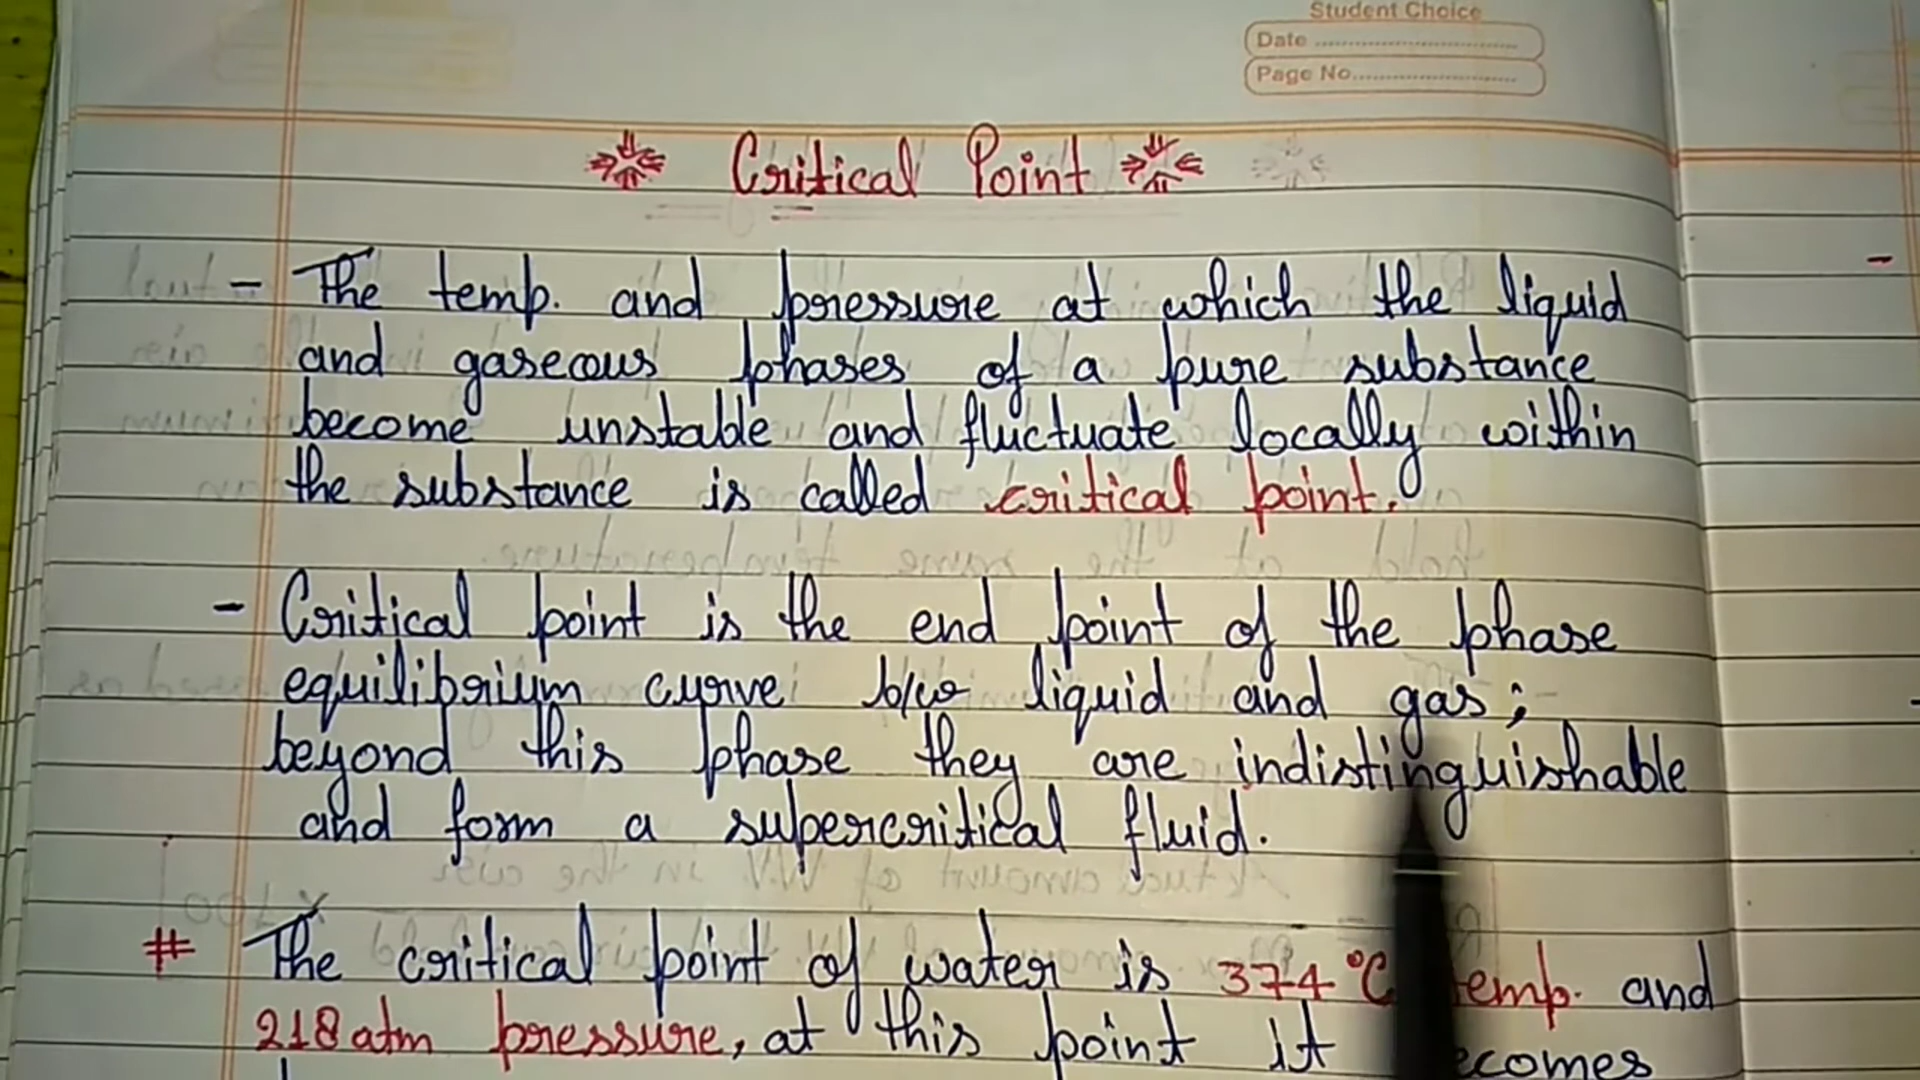 Student Choice
Date
Page No.
Critical Point
- The temp. and pressure at which the liquid
and gaseous phases of a pure substance
become unstable and fluctuate locally within
the substance is called critical point.
- Critical point is the end point of the phase
equilibrium curve b/w liquid and gas;
beyond this phase they are indistinguishable
and form a supercritical fluid.
# The critical point of water is 374 °C temp. and
218 atm pressure, at this point it becomes